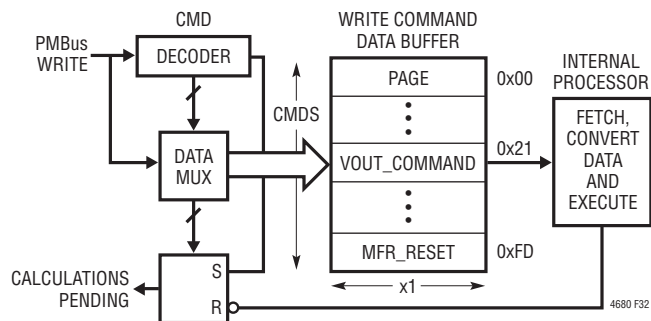 CMD
PMBus
WRITE
DECODER
DATA
MUX
CMDS
S
R
CALCULATIONS
PENDING
WRITE COMMAND
DATA BUFFER
PAGE
0x00
VOUT_COMMAND
0x21
MFR_RESET
0xFD
x1
INTERNAL
PROCESSOR
FETCH,
CONVERT
DATA
AND
EXECUTE
4680 F32